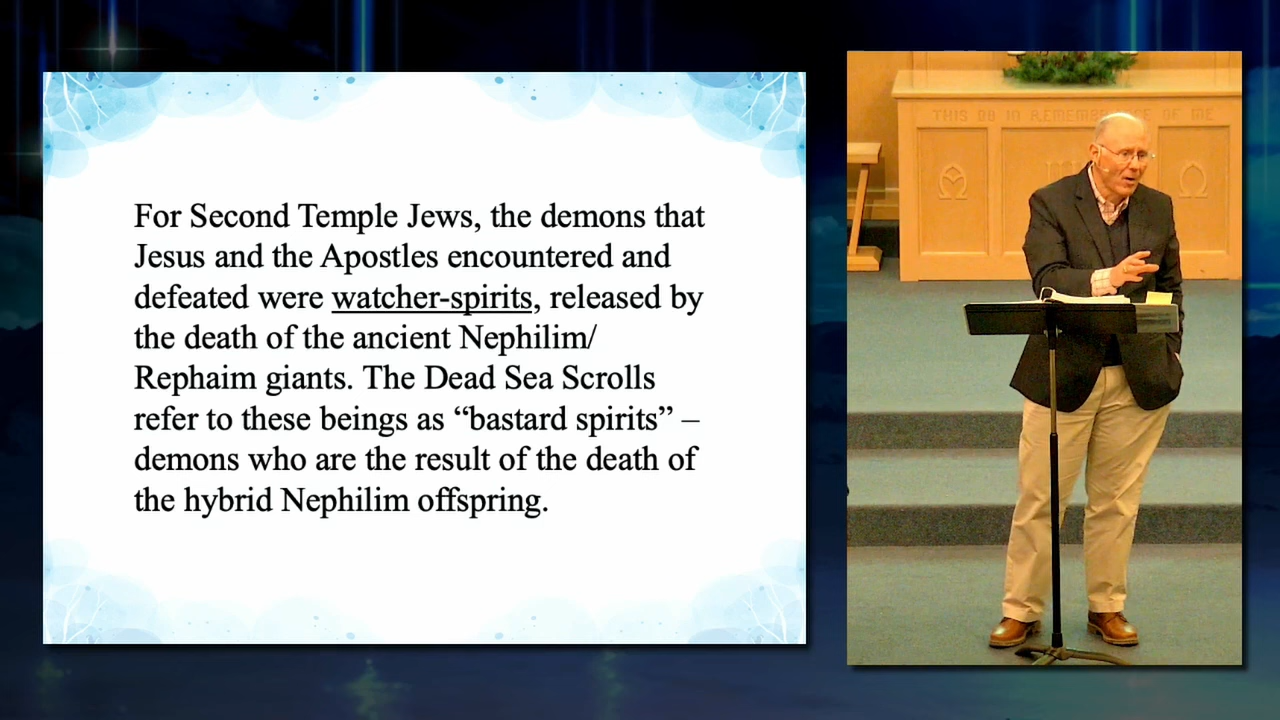 For Second Temple Jews, the demons that
Jesus and the Apostles encountered and
defeated were watcher-spirits, released by
the death of the ancient Nephilim/
Rephaim giants. The Dead Sea Scrolls
refer to these beings as “bastard spirits” –
demons who are the result of the death of
the hybrid Nephilim offspring.
THIS DO IN REMEMBRANCE OF ME